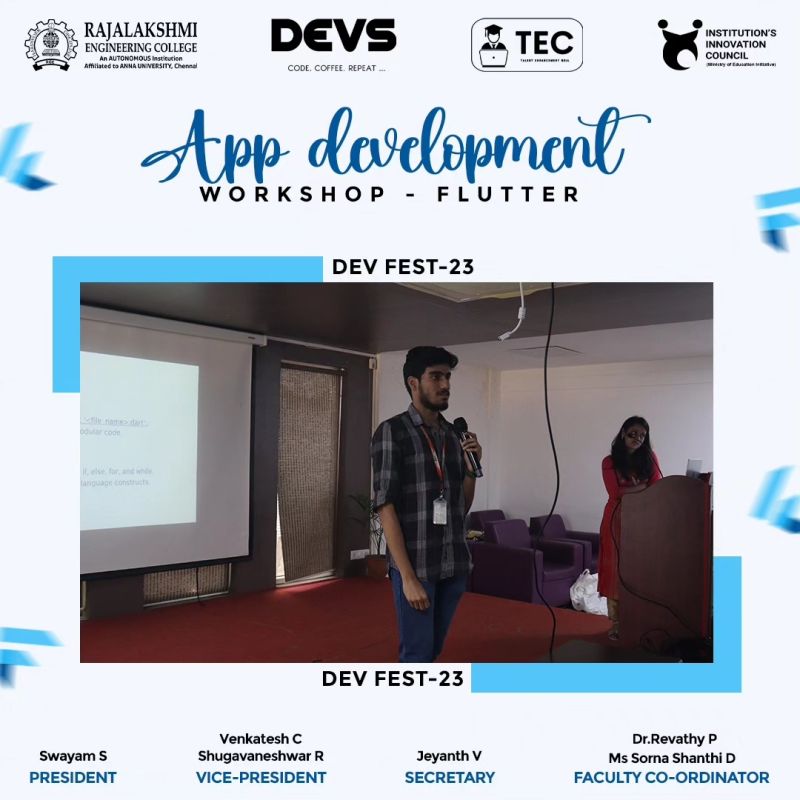 RAJALAKSHMI
ENGINEERING COLLEGE
An AUTONOMOUS Institution
Affiliated to ANNA UNIVERSITY, Chennai
REC
DEVS
CODE. COFFEE. REPEAT ...
TEC
TALENT ENHANCEMENT CELL
INSTITUTION'S
INNOVATION
COUNCIL
(Ministry of Education Initiative)
App development
WORKSHOP - FLUTTER
DEV FEST-23
'<file_name>.dart';
odular code.
if, else, for, and while.
language constructs.
DEV FEST-23
Swayam S
PRESIDENT
Venkatesh C
Shugavaneshwar R
VICE-PRESIDENT
Jeyanth V
SECRETARY
Dr.Revathy P
Ms Sorna Shanthi D
FACULTY CO-ORDINATOR